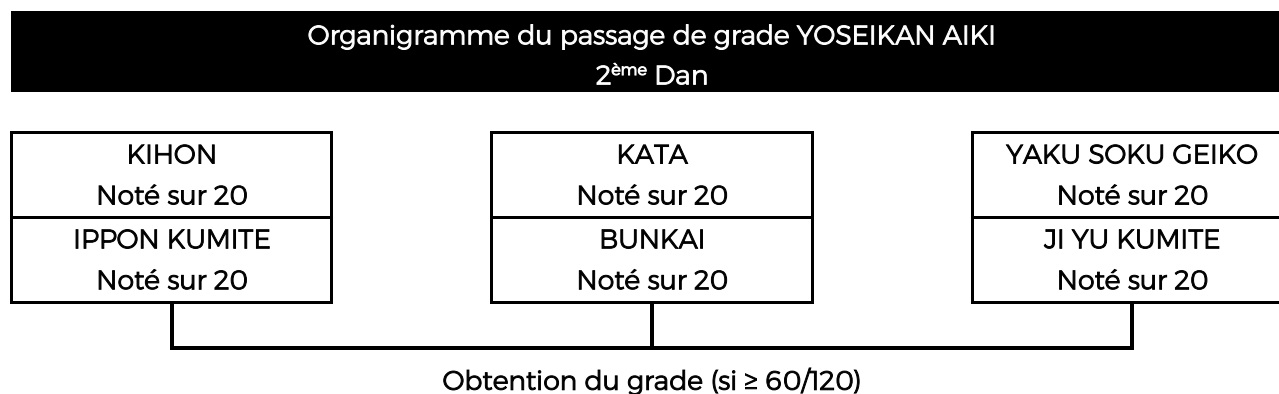 Organigramme du passage de grade YOSEIKAN AIKI
2ème Dan
KIHON
Noté sur 20
IPPON KUMITE
Noté sur 20
KATA
Noté sur 20
BUNKAI
Noté sur 20
YAKU SOKU GEIKO
Noté sur 20
JI YU KUMITE
Noté sur 20
Obtention du grade (si ≥ 60/120)